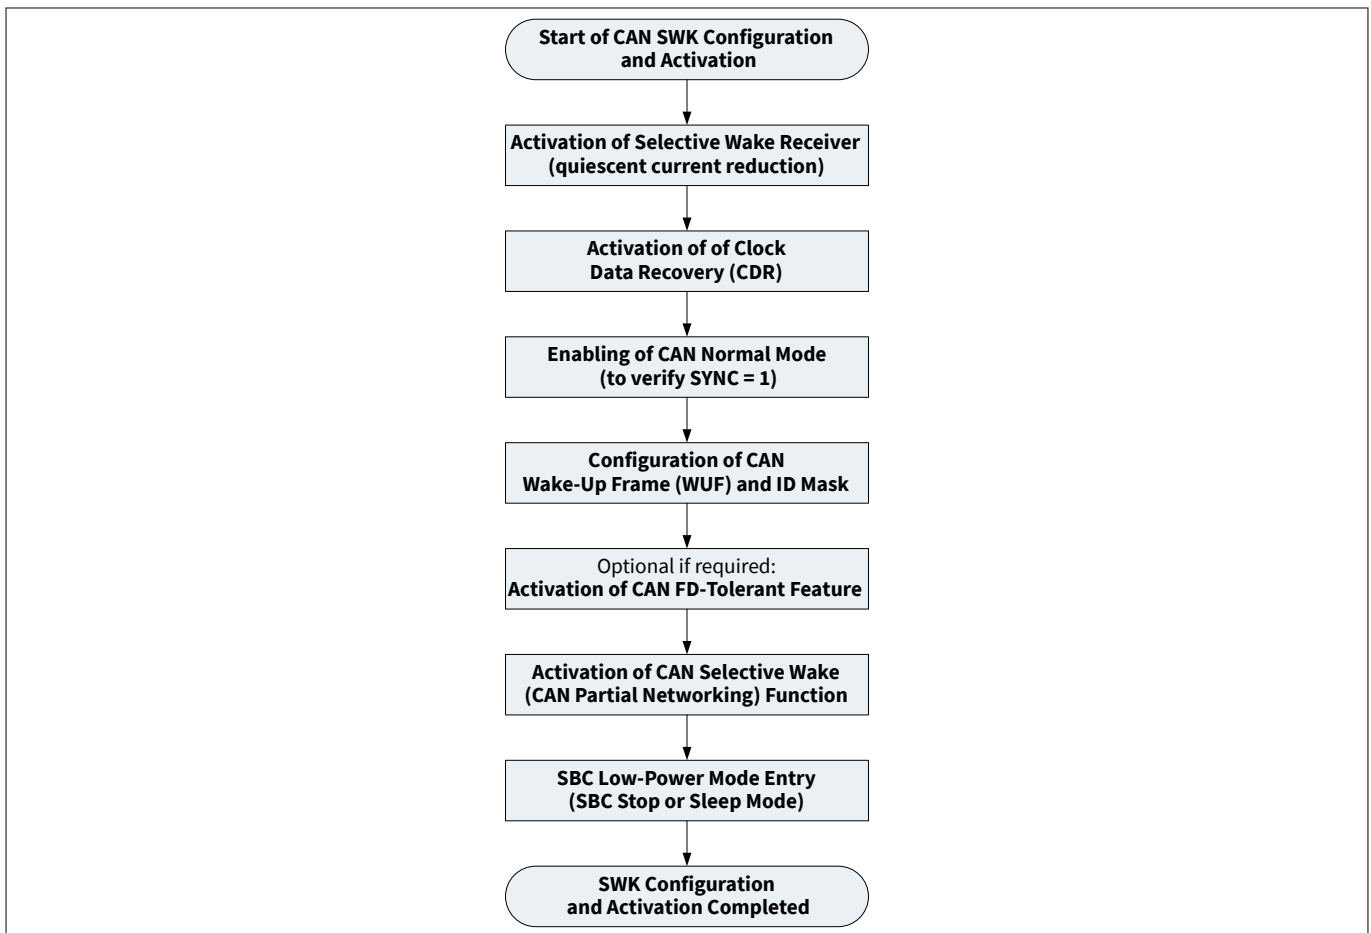 Start of CAN SWK Configuration
and Activation
Activation of Selective Wake Receiver
(quiescent current reduction)
Activation of of Clock
Data Recovery (CDR)
Enabling of CAN Normal Mode
(to verify SYNC = 1)
Configuration of CAN
Wake-Up Frame (WUF) and ID Mask
Optional if required:
Activation of CAN FD-Tolerant Feature
Activation of CAN Selective Wake
(CAN Partial Networking) Function
SBC Low-Power Mode Entry
(SBC Stop or Sleep Mode)
SWK Configuration
and Activation Completed